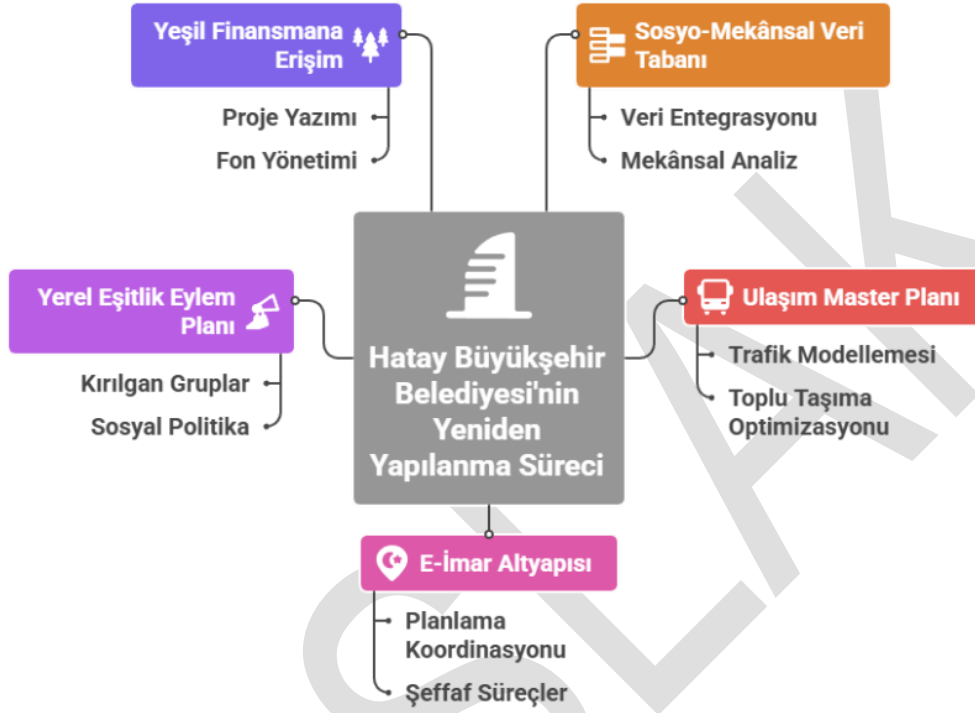 Yeşil Finansmana
Erişim
Proje Yazımı
Fon Yönetimi
Sosyo-Mekânsal Veri
Tabanı
Veri Entegrasyonu
Mekânsal Analiz
Yerel Eşitlik Eylem
Planı
Kırılgan Gruplar
Sosyal Politika
Hatay Büyükşehir
Belediyesi'nin
Yeniden
Yapılanma Süreci
Ulaşım Master Planı
Trafik Modellemesi
Toplu Taşıma
Optimizasyonu
E-İmar Altyapısı
Planlama
Koordinasyonu
Şeffaf Süreçler